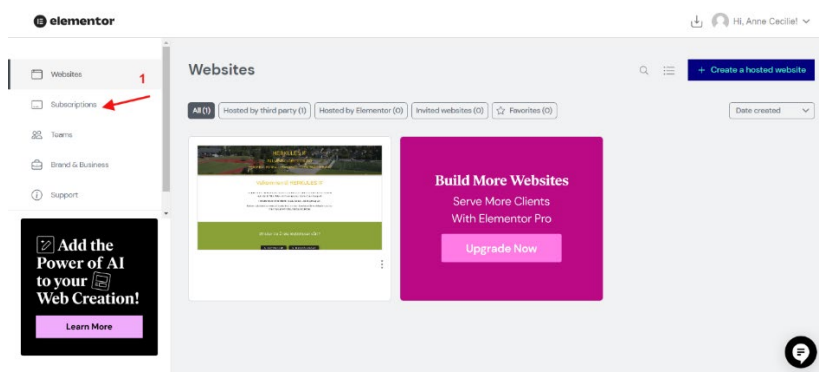 elementor
Hi, Anne Cecilie!
Websites
1
Subscriptions
Teams
Brand & Business
Support
Add the
Power of AI
to your
Web Creation!
Learn More
Websites
+ Create a hosted website
All (1) Hosted by third party (1) Hosted by Elementor (0) Invited websites (0) Favorites (0)
Date created
HERKULES IF
Build More Websites
Serve More Clients
With Elementor Pro
Upgrade Now